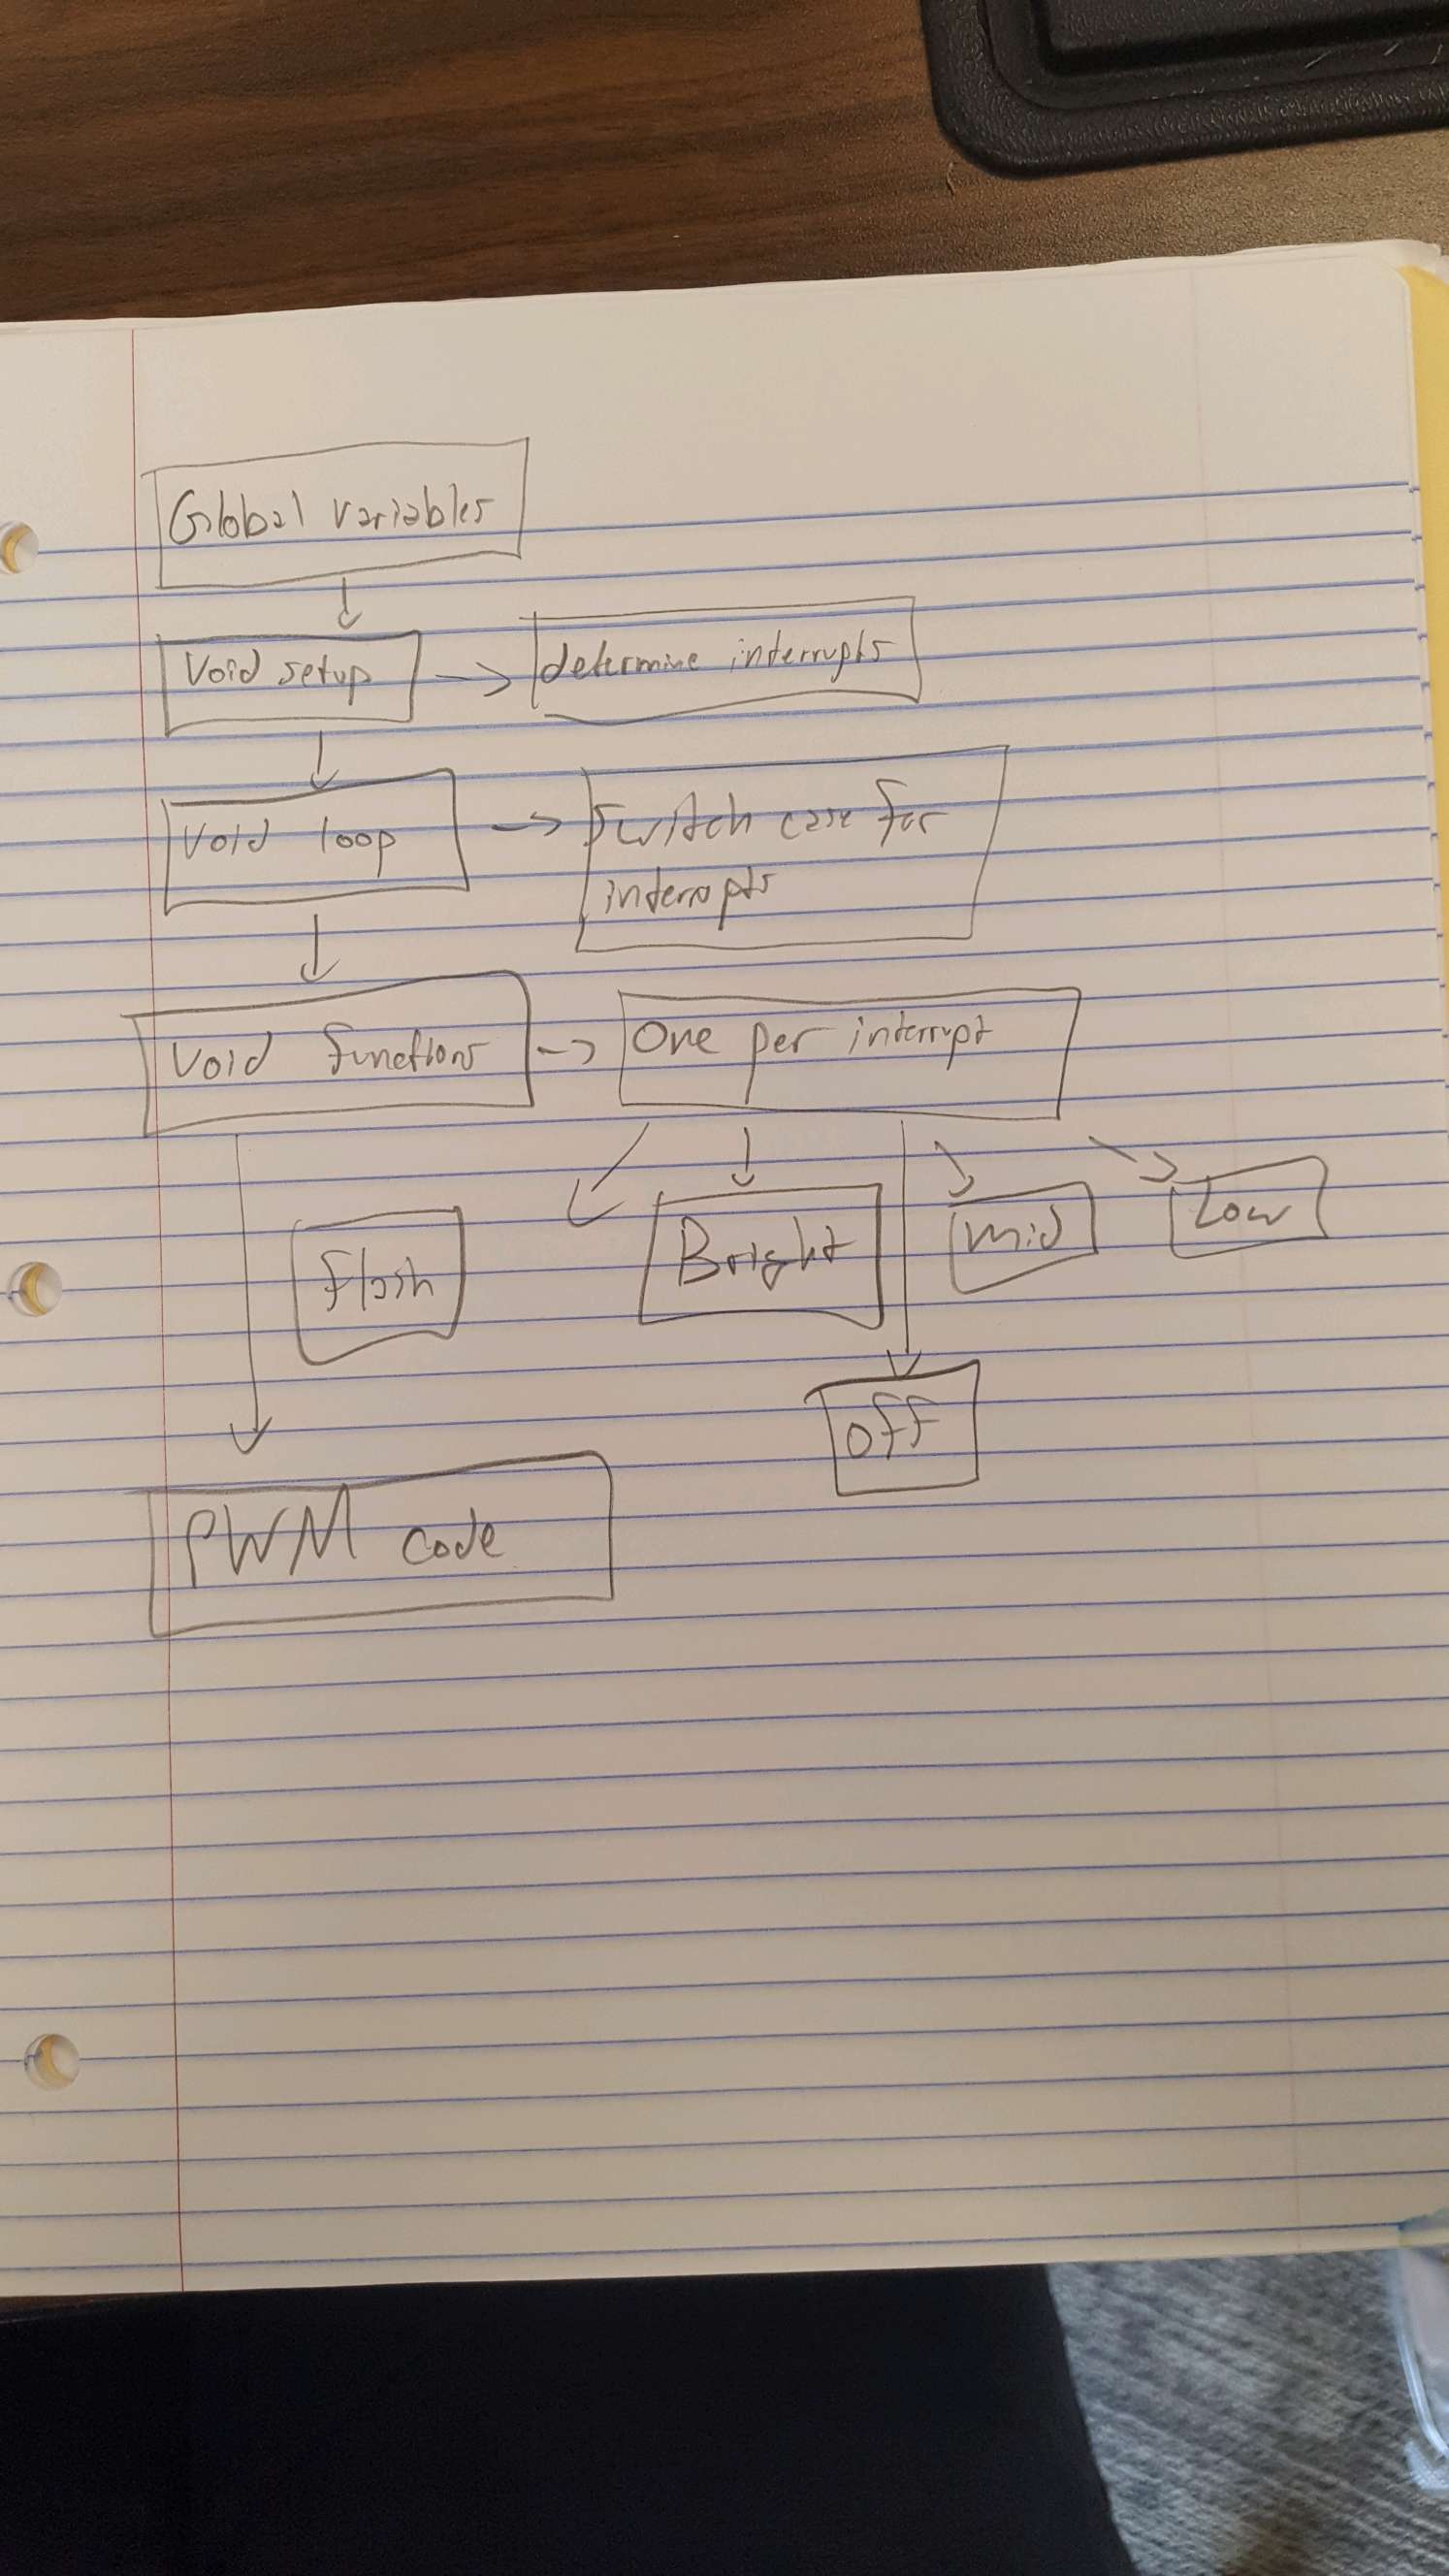 Global variables
Void setup
determine interrupts
Void loop
Switch case for
interrupts
Void functions
One per interrupt
Flash
Bright
mid
Low
off
PWM code